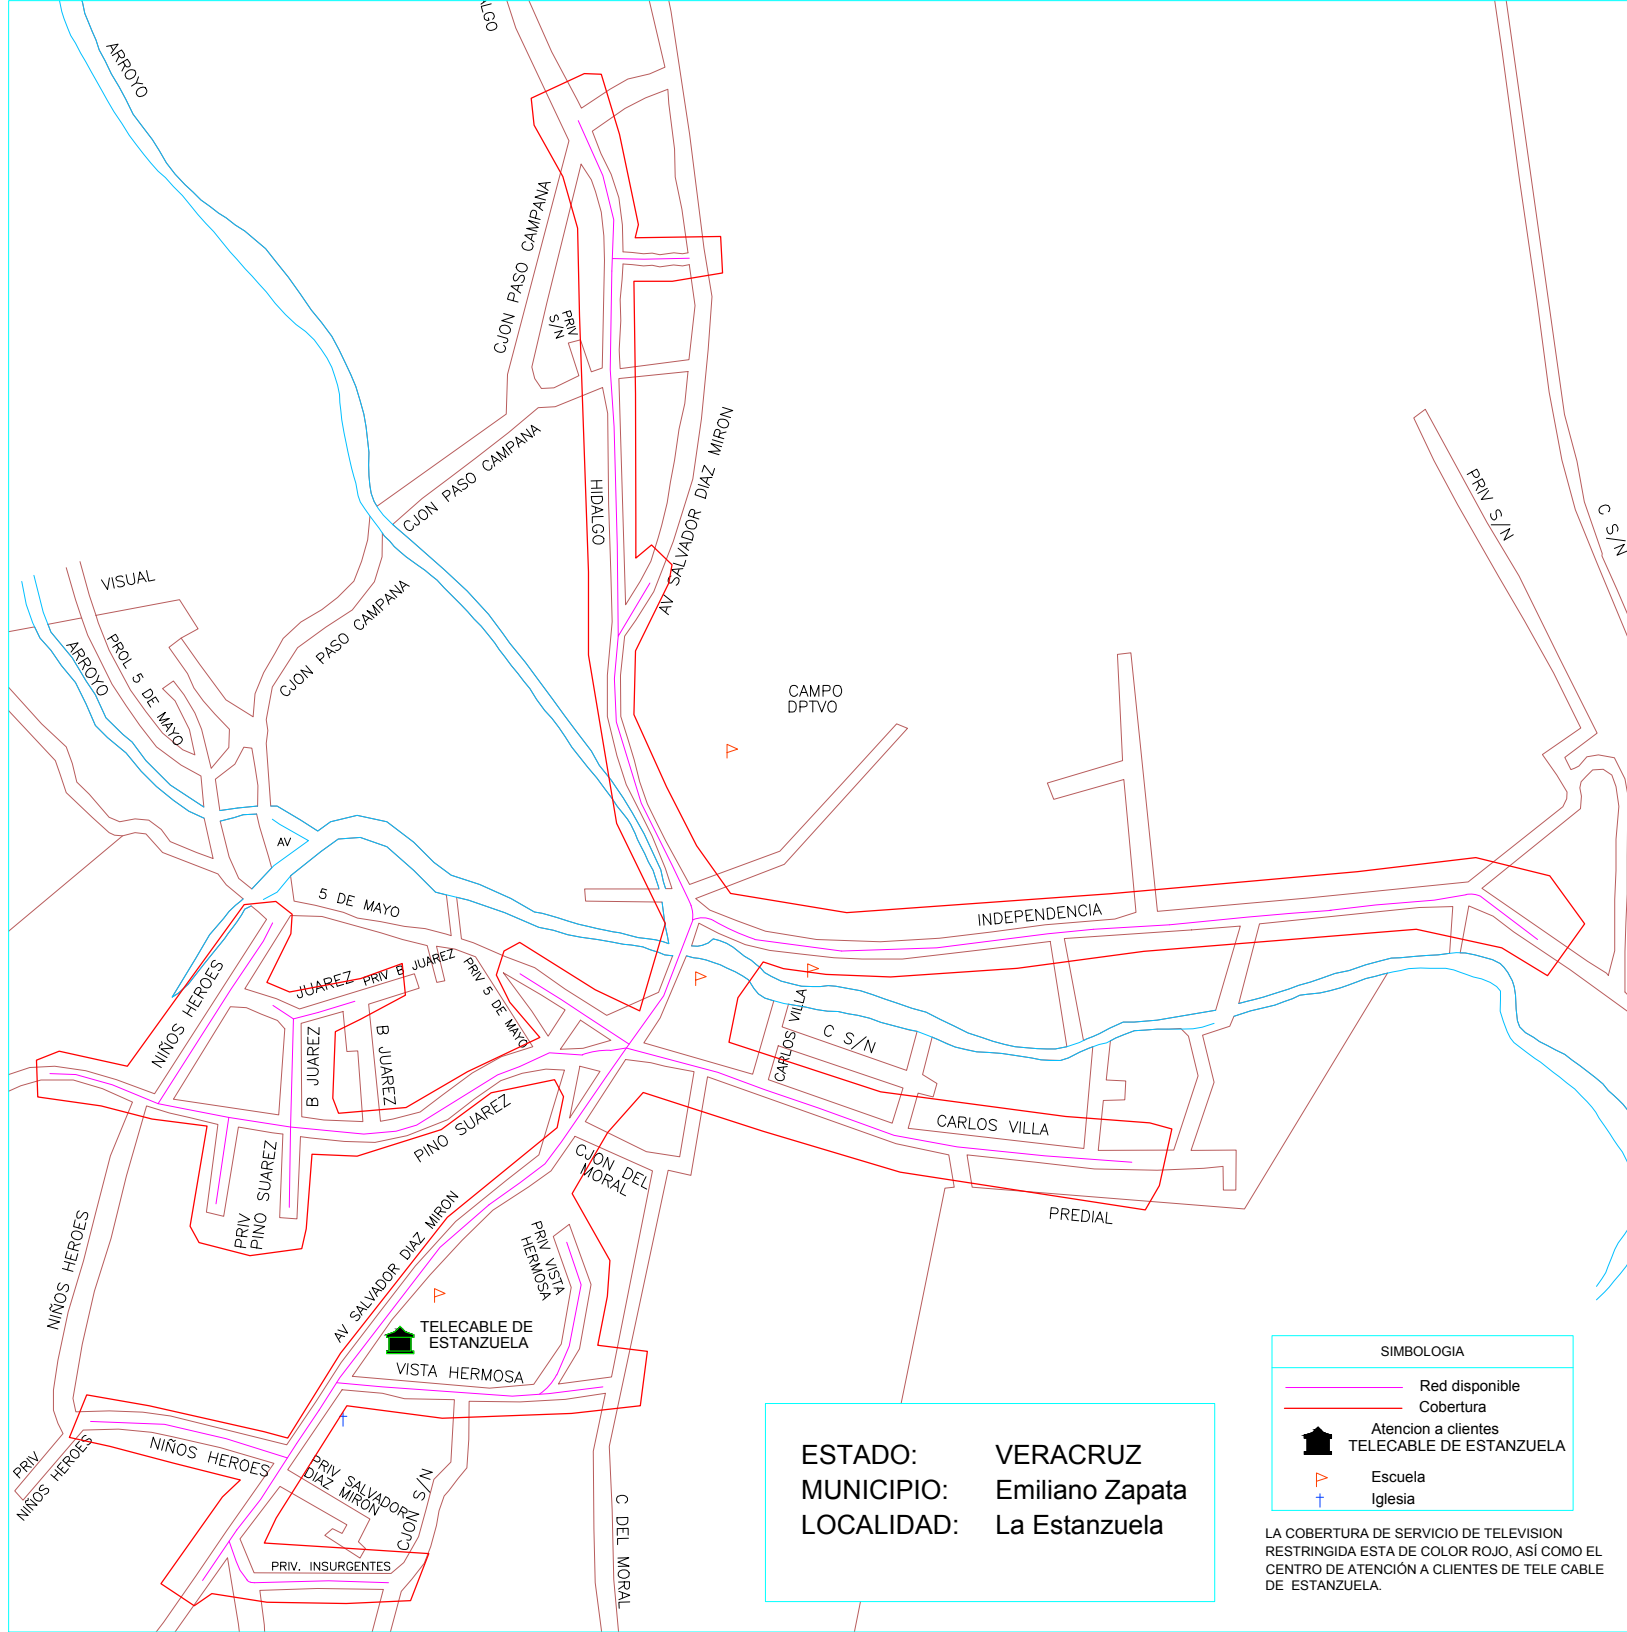 ALGO
ARROYO
CJON PASO CAMPANA
PRIV
S/N
CJON PASO CAMPANA
HIDALGO
AV SALVADOR DIAZ MIRON
PRIV S/N
C S/N
VISUAL
ARROYO
PROL 5 DE MAYO
CJON PASO CAMPANA
CAMPO
DPTVO
AV
5 DE MAYO
INDEPENDENCIA
NIÑOS HEROES
JUAREZ
PRIV B JUAREZ
PRIV 5 DE MAYO
B JUAREZ
B JUAREZ
CARLOS VILLA
C S/N
CARLOS VILLA
PINO SUAREZ
PRIV
PINO SUAREZ
CJON DEL
MORAL
PREDIAL
NIÑOS HEROES
AV SALVADOR DIAZ MIRON
PRIV VISTA
HERMOSA
TELECABLE DE
ESTANZUELA
VISTA HERMOSA
NIÑOS HEROES
PRIV
NIÑOS HEROES
PRIV SALVADOR
DIAZ MIRON
CJON S/N
PRIV. INSURGENTES
C DEL MORAL
ESTADO: VERACRUZ
MUNICIPIO: Emiliano Zapata
LOCALIDAD: La Estanzuela
SIMBOLOGIA
Red disponible
Cobertura
Atencion a clientes
TELECABLE DE ESTANZUELA
Escuela
Iglesia
LA COBERTURA DE SERVICIO DE TELEVISION
RESTRINGIDA ESTA DE COLOR ROJO, ASÍ COMO EL
CENTRO DE ATENCIÓN A CLIENTES DE TELE CABLE
DE ESTANZUELA.